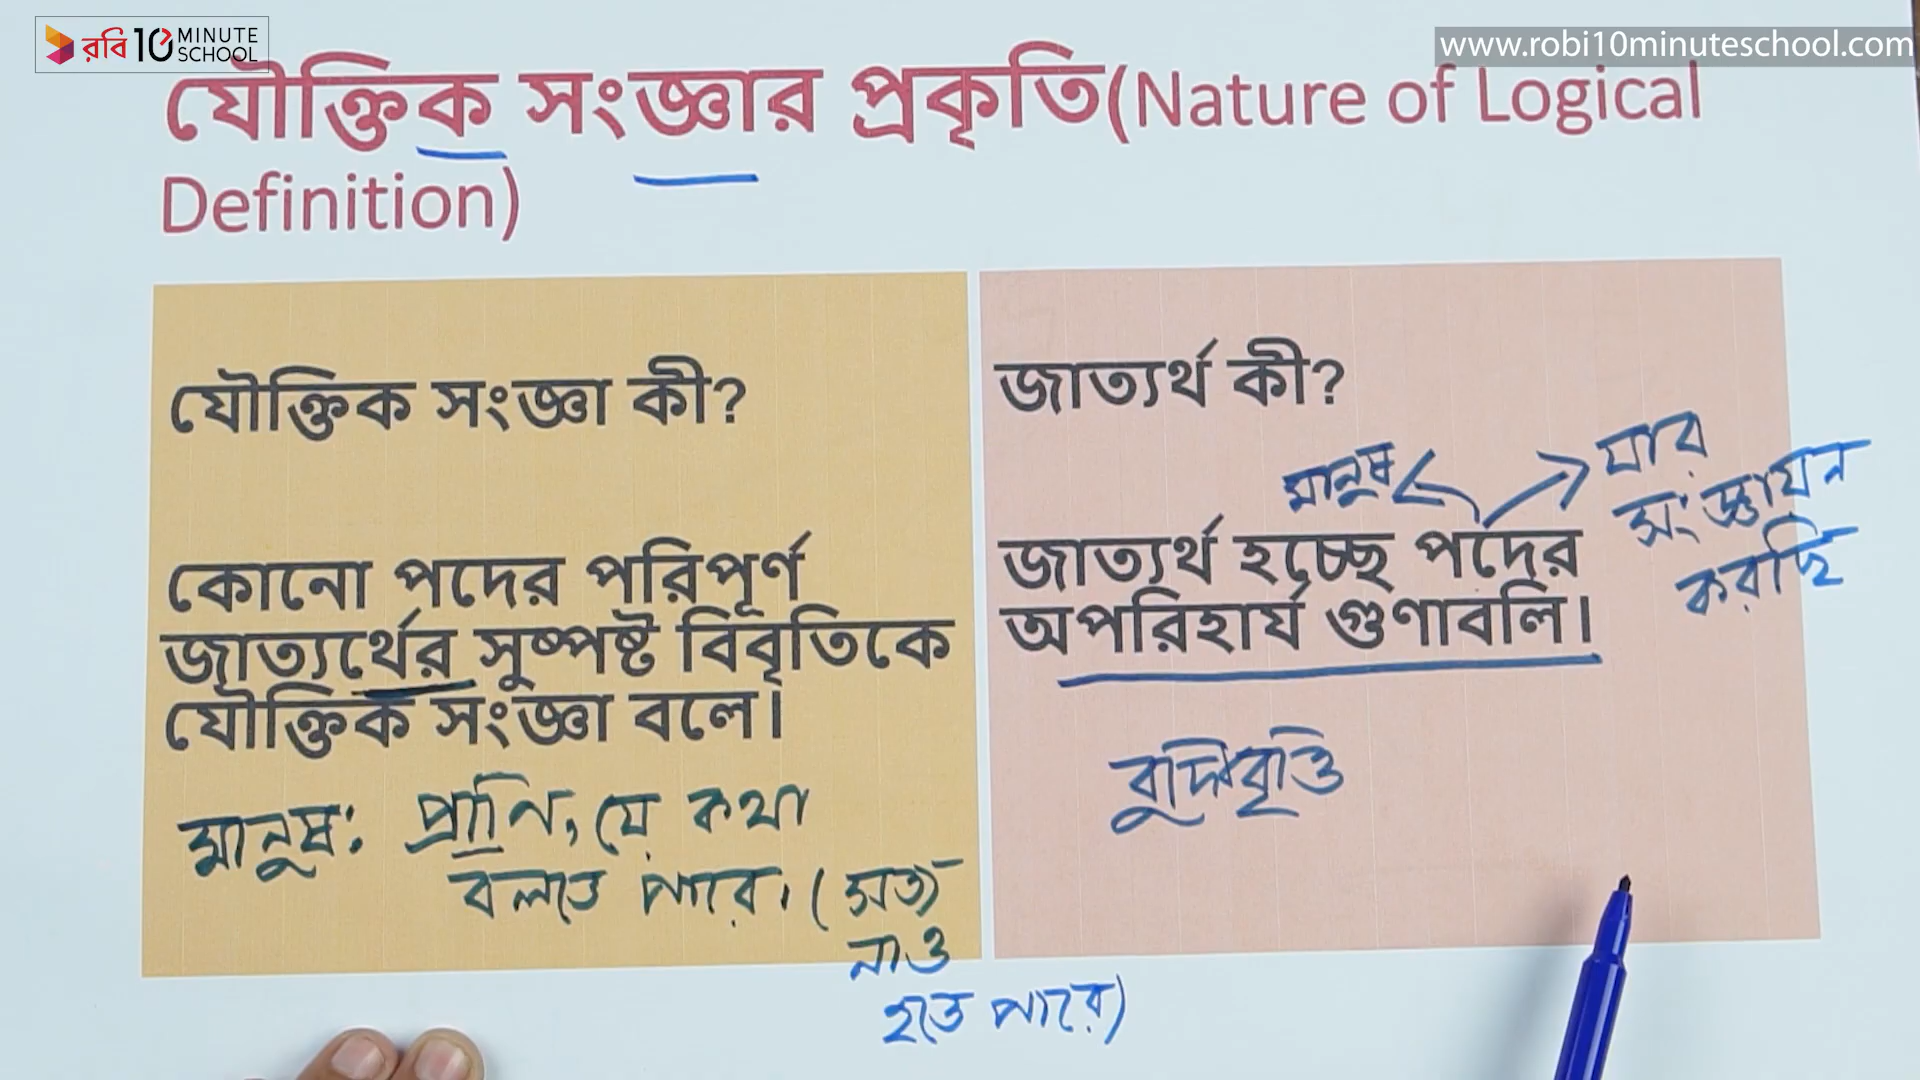 রবি 10 MINUTE SCHOOL
www.robi10minuteschool.com
যৌক্তিক সংজ্ঞার প্রকৃতি(Nature of Logical
Definition)
যৌক্তিক সংজ্ঞা কী?
কোনো পদের পরিপূর্ণ
জাত্যর্থের সুষ্পষ্ট বিবৃতিকে
যৌক্তিক সংজ্ঞা বলে।
মানুষ: প্রাণি, যে কথা
বলতে পারে। (সত্য
নাও
হতে পারে)
জাত্যর্থ কী?
মানুষ
যার
সংজ্ঞায়ন
করছি
জাত্যর্থ হচ্ছে পদের
অপরিহার্য গুণাবলি।
বুদ্ধিবৃত্তি